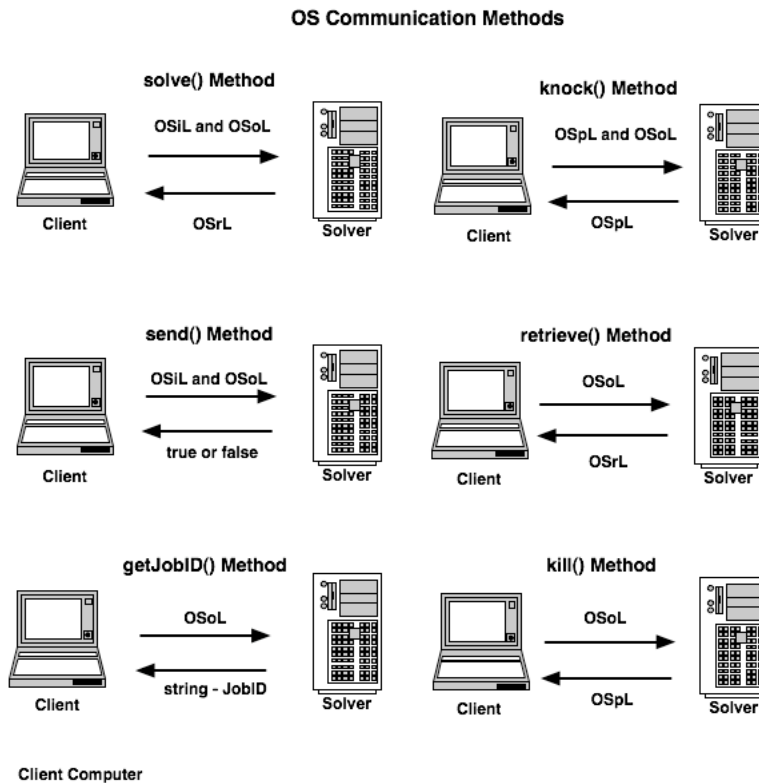 OS Communication Methods
solve() Method
OSiL and OSoL
OSrL
Client
Solver
knock() Method
OSpL and OSoL
OSpL
Client
Solver
send() Method
OSiL and OSoL
true or false
Client
Solver
retrieve() Method
OSoL
OSrL
Client
Solver
getJobID() Method
OSoL
string - JobID
Client
Solver
kill() Method
OSoL
OSpL
Client
Solver
Client Computer